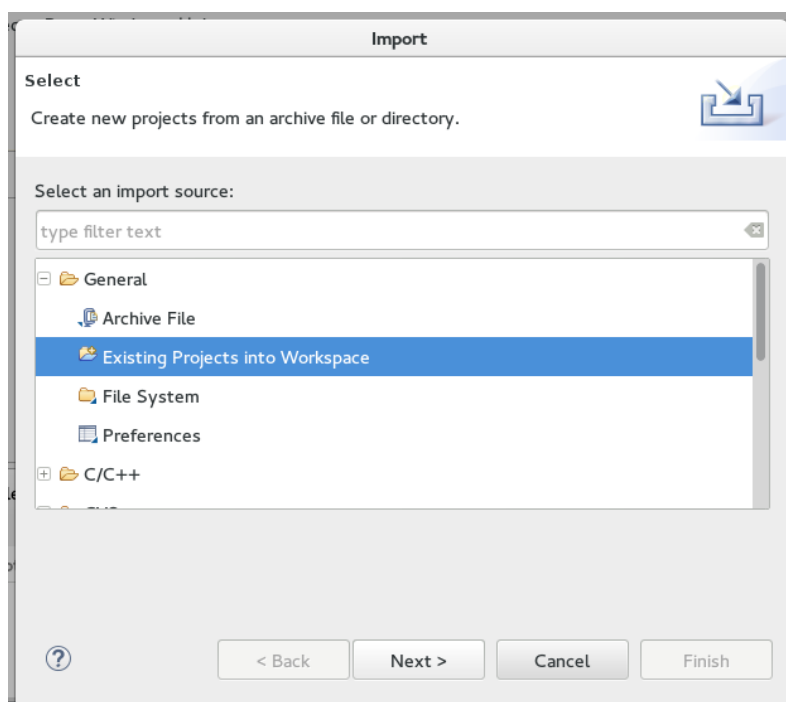 Import
Select
Create new projects from an archive file or directory.
Select an import source:
type filter text
General
Archive File
Existing Projects into Workspace
File System
Preferences
C/C++
?
< Back
Next >
Cancel
Finish